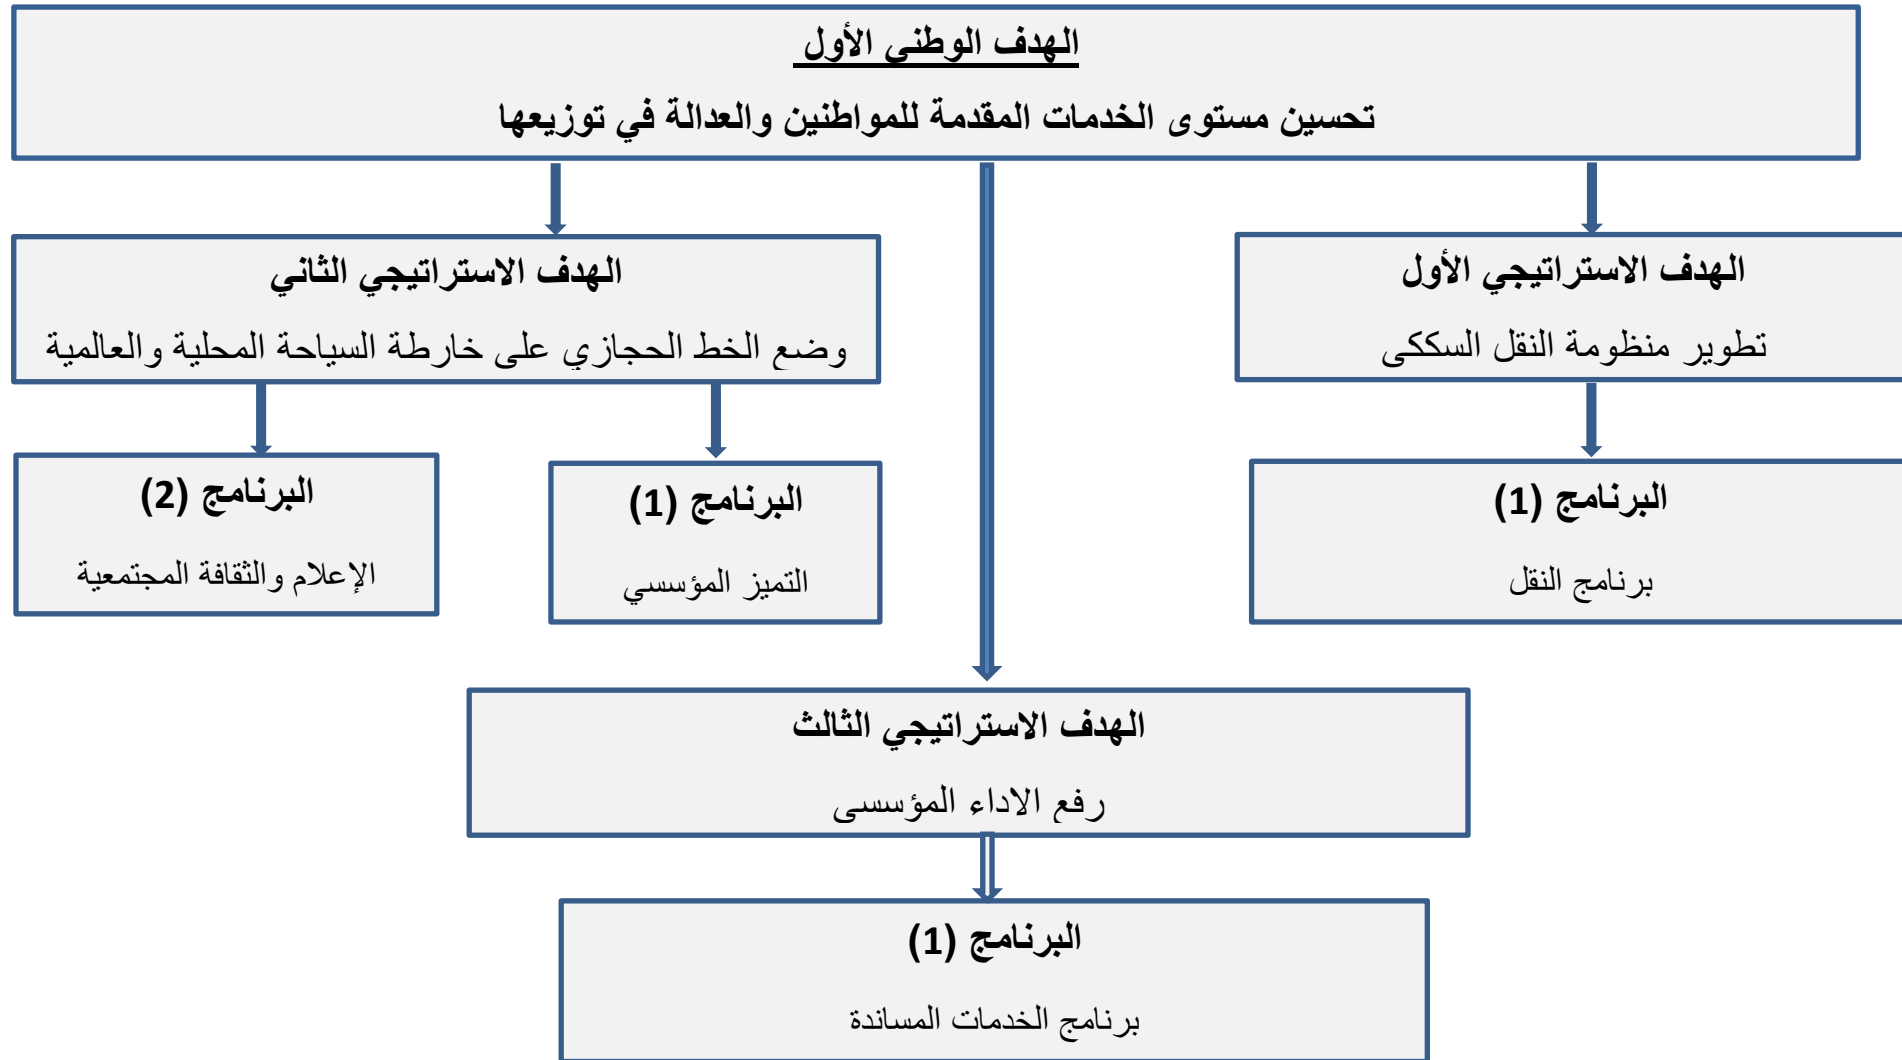 الهدف الوطني الأول
تحسين مستوى الخدمات المقدمة للمواطنين والعدالة في توزيعها
الهدف الاستراتيجي الأول
تطوير منظومة النقل السككى
البرنامج (1)
برنامج النقل
الهدف الاستراتيجي الثاني
وضع الخط الحجازي على خارطة السياحة المحلية والعالمية
البرنامج (1)
التميز المؤسسي
البرنامج (2)
الإعلام والثقافة المجتمعية
الهدف الاستراتيجي الثالث
رفع الاداء المؤسسى
البرنامج (1)
برنامج الخدمات المساندة